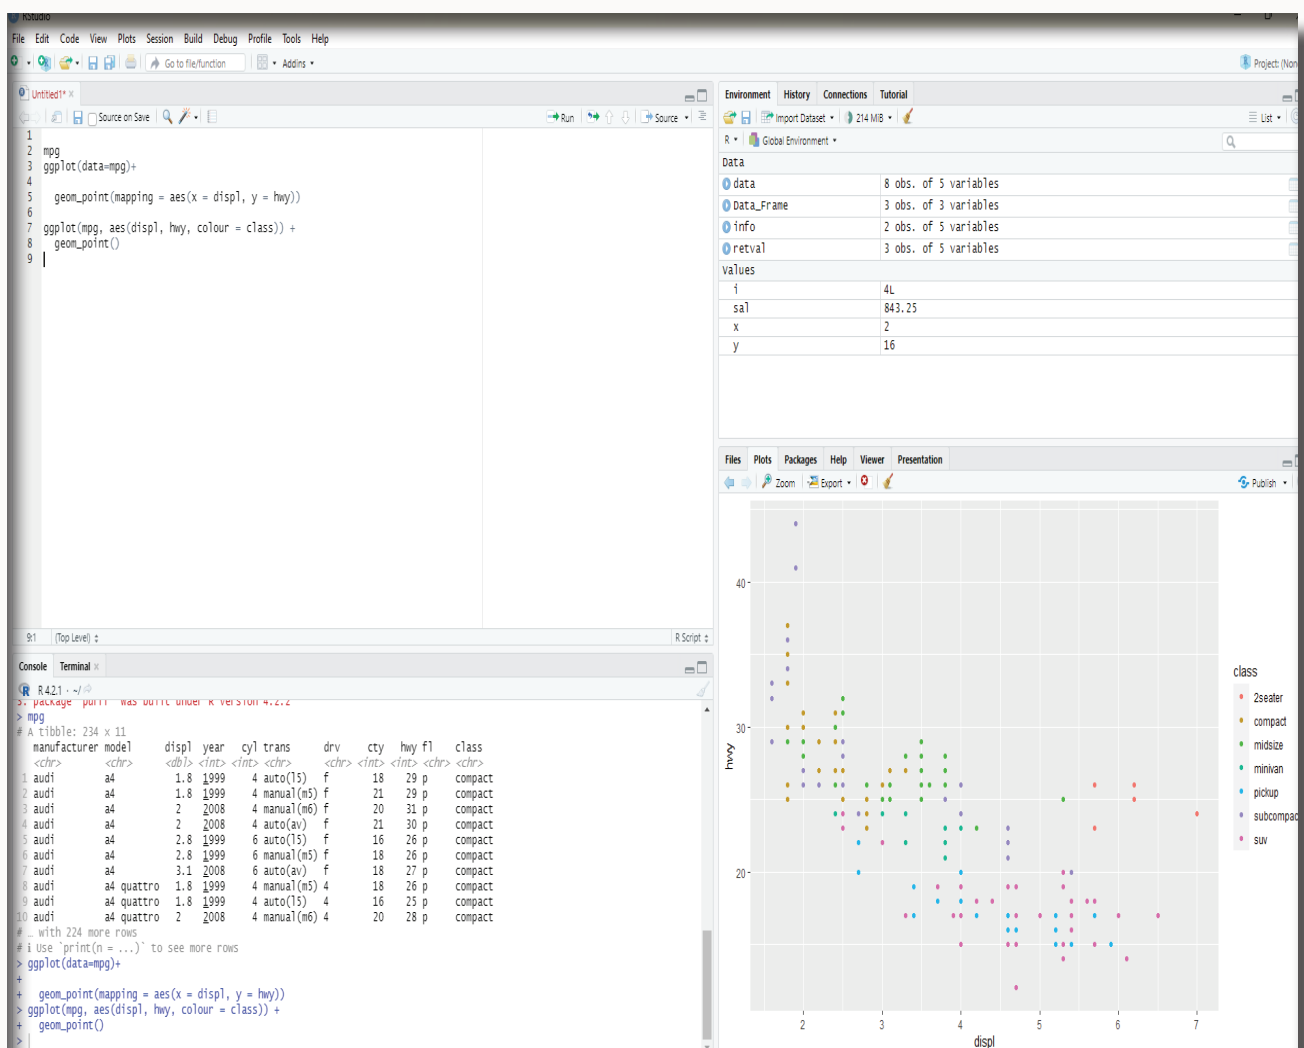 RStudio
File Edit Code View Plots Session Build Debug Profile Tools Help
Go to file/function Addins
Project: (Non
Untitled1* ×
Source on Save Run Source
1
2 mpg
3 ggplot(data=mpg)+
4
5 geom_point(mapping = aes(x = displ, y = hwy))
6
7 ggplot(mpg, aes(displ, hwy, colour = class)) +
8 geom_point()
9
9:1 (Top Level) R Script
Console Terminal ×
R 4.2.1 · ~/
3: package 'purrr' was built under R version 4.2.2
> mpg
# A tibble: 234 x 11
manufacturer model displ year cyl trans drv cty hwy fl class
<chr> <chr> <dbl> <int> <int> <chr> <chr> <int> <int> <chr> <chr>
1 audi a4 1.8 1999 4 auto(l5) f 18 29 p compact
2 audi a4 1.8 1999 4 manual(m5) f 21 29 p compact
3 audi a4 2 2008 4 manual(m6) f 20 31 p compact
4 audi a4 2 2008 4 auto(av) f 21 30 p compact
5 audi a4 2.8 1999 6 auto(l5) f 16 26 p compact
6 audi a4 2.8 1999 6 manual(m5) f 18 26 p compact
7 audi a4 3.1 2008 6 auto(av) f 18 27 p compact
8 audi a4 quattro 1.8 1999 4 manual(m5) 4 18 26 p compact
9 audi a4 quattro 1.8 1999 4 auto(l5) 4 16 25 p compact
10 audi a4 quattro 2 2008 4 manual(m6) 4 20 28 p compact
# … with 224 more rows
# ℹ Use `print(n = ...)` to see more rows
> ggplot(data=mpg)+
+
+ geom_point(mapping = aes(x = displ, y = hwy))
> ggplot(mpg, aes(displ, hwy, colour = class)) +
+ geom_point()
>
Environment History Connections Tutorial
Import Dataset 214 MiB List
R Global Environment
Data
data 8 obs. of 5 variables
Data_Frame 3 obs. of 3 variables
info 2 obs. of 5 variables
retval 3 obs. of 5 variables
Values
i 4L
sal 843.25
x 2
y 16
Files Plots Packages Help Viewer Presentation
Zoom Export Publish
40
30
20
hwy
2 3 4 5 6 7
displ
class
2seater
compact
midsize
minivan
pickup
subcompac
suv